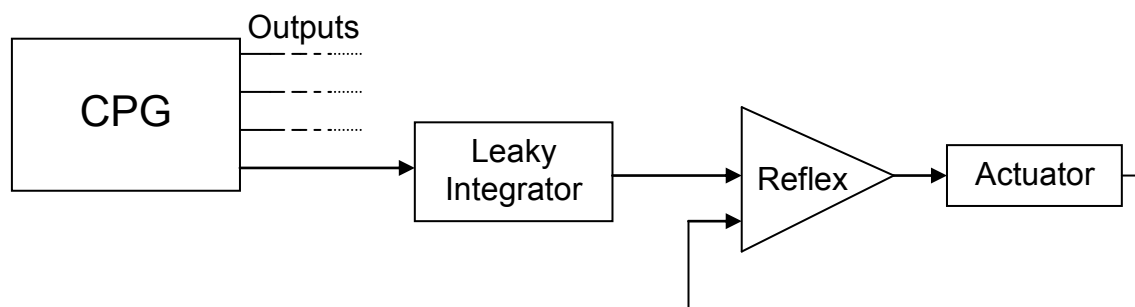 Outputs
CPG
Leaky
Integrator
Reflex
Actuator